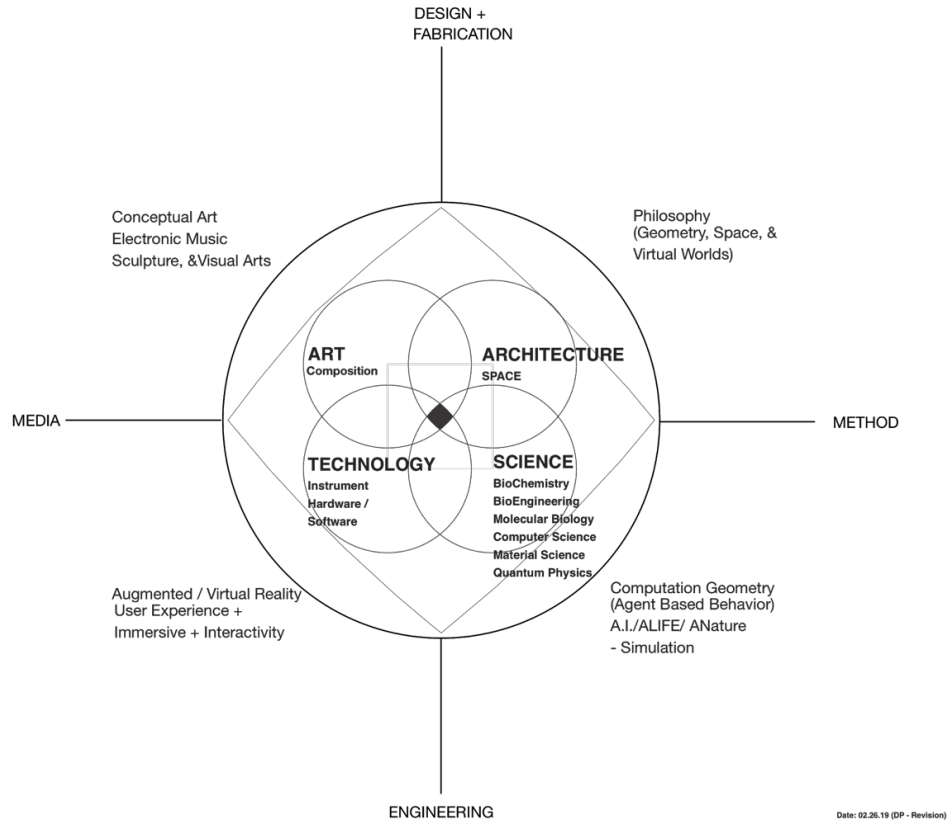 DESIGN +
FABRICATION
Conceptual Art
Electronic Music
Sculpture, &Visual Arts
Philosophy
(Geometry, Space, &
Virtual Worlds)
ART
Composition
ARCHITECTURE
SPACE
MEDIA
METHOD
TECHNOLOGY
Instrument
Hardware /
Software
SCIENCE
BioChemistry
BioEngineering
Molecular Biology
Computer Science
Material Science
Quantum Physics
Augmented / Virtual Reality
User Experience +
Immersive + Interactivity
Computation Geometry
(Agent Based Behavior)
A.I./ALIFE/ ANature
- Simulation
ENGINEERING
Date: 02.26.19 (DP - Revision)